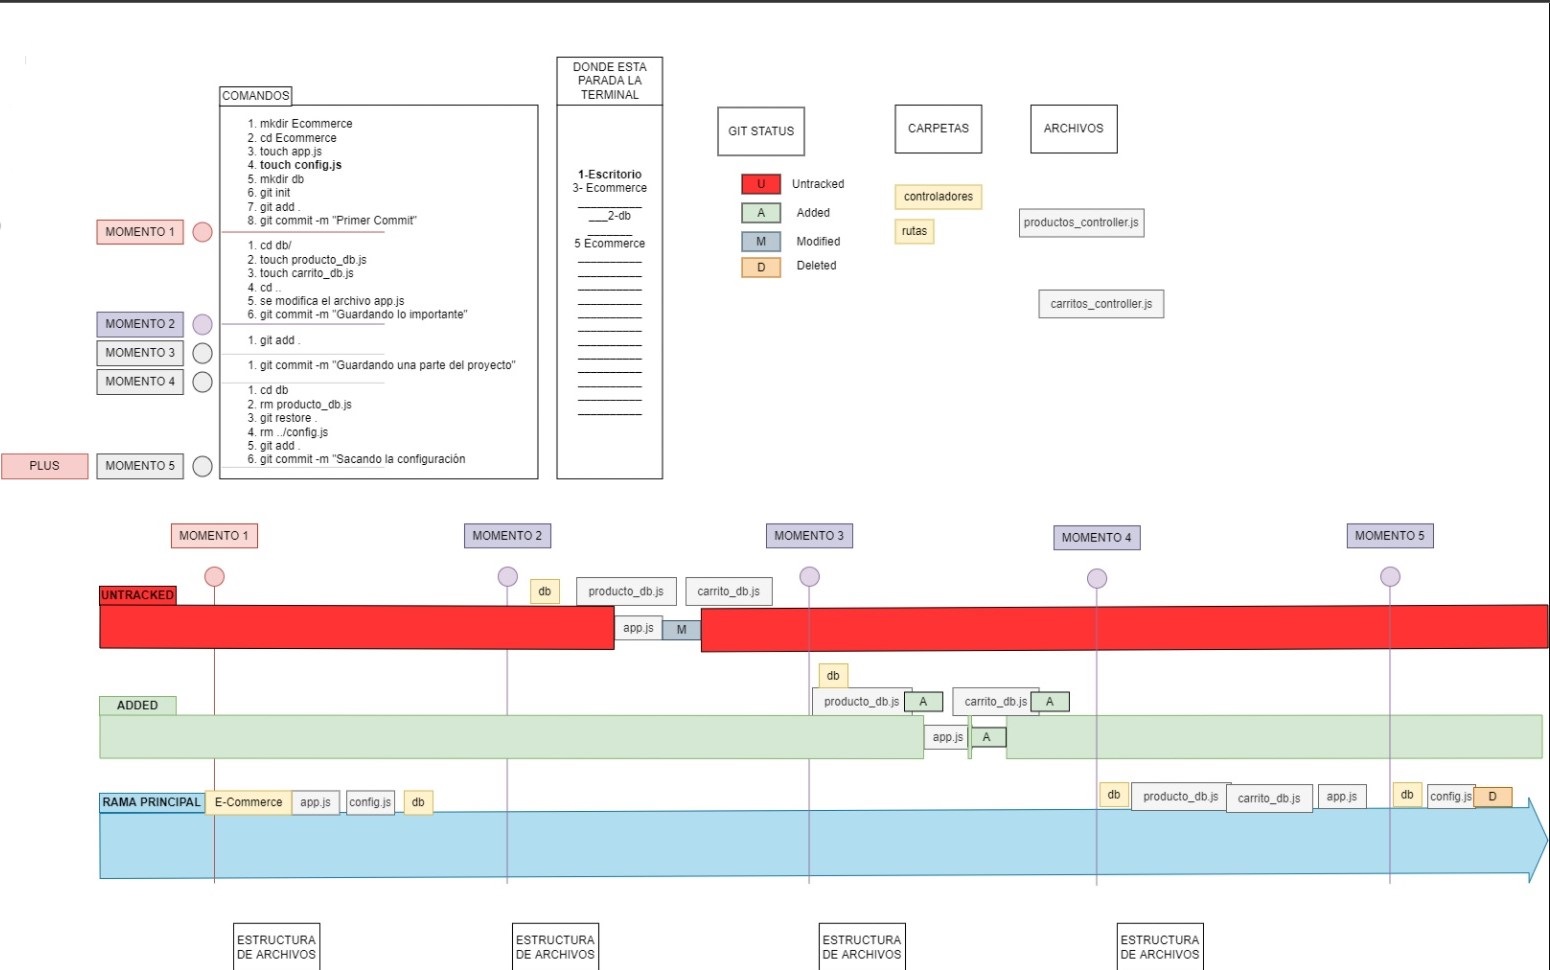 COMANDOS
1. mkdir Ecommerce
2. cd Ecommerce
3. touch app.js
4. touch config.js
5. mkdir db
6. git init
7. git add .
8. git commit -m "Primer Commit"
1. cd db/
2. touch producto_db.js
3. touch carrito_db.js
4. cd ..
5. se modifica el archivo app.js
6. git commit -m "Guardando lo importante"
1. git add .
1. git commit -m "Guardando una parte del proyecto"
1. cd db
2. rm producto_db.js
3. git restore .
4. rm ../config.js
5. git add .
6. git commit -m "Sacando la configuración
MOMENTO 1
MOMENTO 2
MOMENTO 3
MOMENTO 4
PLUS
MOMENTO 5
DONDE ESTA
PARADA LA
TERMINAL
1-Escritorio
3- Ecommerce
___2-db
5 Ecommerce
GIT STATUS
U Untracked
A Added
M Modified
D Deleted
CARPETAS
controladores
rutas
ARCHIVOS
productos_controller.js
carritos_controller.js
MOMENTO 1
MOMENTO 2
MOMENTO 3
MOMENTO 4
MOMENTO 5
UNTRACKED
db
producto_db.js
carrito_db.js
app.js
M
ADDED
db
producto_db.js
A
carrito_db.js
A
app.js
A
RAMA PRINCIPAL
E-Commerce
app.js
config.js
db
db
producto_db.js
carrito_db.js
app.js
db
config.js
D
ESTRUCTURA
DE ARCHIVOS
ESTRUCTURA
DE ARCHIVOS
ESTRUCTURA
DE ARCHIVOS
ESTRUCTURA
DE ARCHIVOS